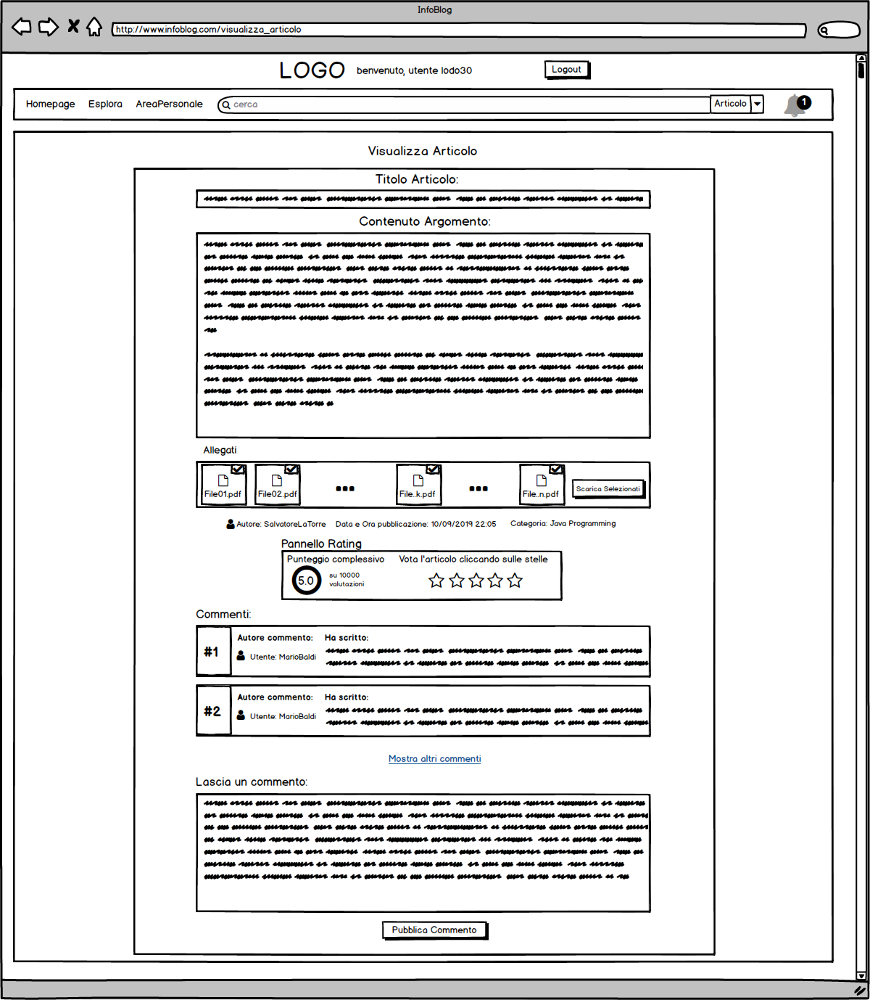 InfoBlog
http://www.infoblog.com/visualizza_articolo
LOGO benvenuto, utente lodo30 Logout
Homepage Esplora AreaPersonale cerca Articolo 1
Visualizza Articolo
Titolo Articolo:
Contenuto Argomento:
Allegati
File01.pdf File02.pdf ... File..k.pdf ... File..n.pdf Scarica Selezionati
Autore: SalvatoreLaTorre Data e Ora pubblicazione: 10/09/2019 22:05 Categoria: Java Programming
Pannello Rating
Punteggio complessivo Vota l'articolo cliccando sulle stelle
5.0 su 10000
valutazioni
Commenti:
#1 Autore commento: Ha scritto:
Utente: MarioBaldi
#2 Autore commento: Ha scritto:
Utente: MarioBaldi
Mostra altri commenti
Lascia un commento:
Pubblica Commento